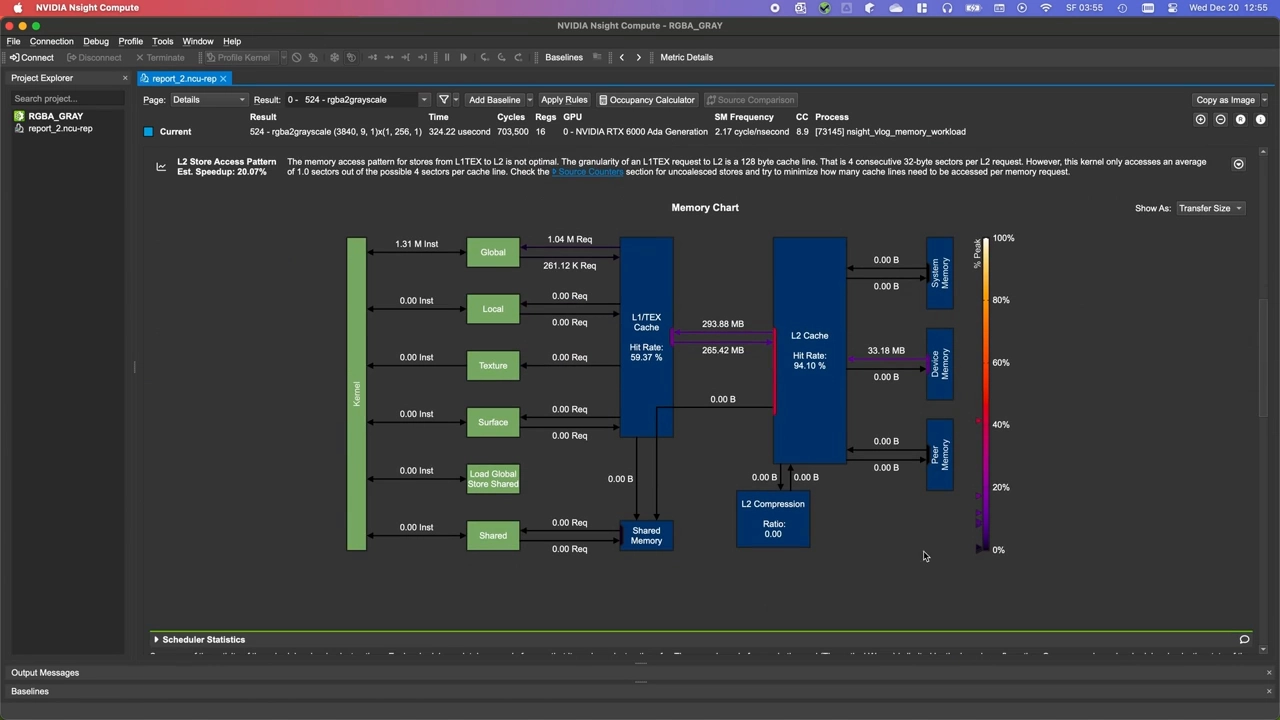 NVIDIA Nsight Compute
SF 03:55
Wed Dec 20 12:55
NVIDIA Nsight Compute - RGBA_GRAY
File Connection Debug Profile Tools Window Help
Connect Disconnect Terminate Profile Kernel Baselines Metric Details
Project Explorer
report_2.ncu-rep
Search project...
RGBA_GRAY
report_2.ncu-rep
Page: Details Result: 0 - 524 - rgba2grayscale Add Baseline Apply Rules Occupancy Calculator Source Comparison Copy as Image
Result Time Cycles Regs GPU SM Frequency CC Process
Current 524 - rgba2grayscale (3840, 9, 1)x(1, 256, 1) 324.22 usecond 703,500 16 0 - NVIDIA RTX 6000 Ada Generation 2.17 cycle/nsecond 8.9 [73145] nsight_vlog_memory_workload
L2 Store Access Pattern
Est. Speedup: 20.07%
The memory access pattern for stores from L1TEX to L2 is not optimal. The granularity of an L1TEX request to L2 is a 128 byte cache line. That is 4 consecutive 32-byte sectors per L2 request. However, this kernel only accesses an average
of 1.0 sectors out of the possible 4 sectors per cache line. Check the Source Counters section for uncoalesced stores and try to minimize how many cache lines need to be accessed per memory request.
Memory Chart
Show As: Transfer Size
Kernel
1.31 M Inst
Global
1.04 M Req
261.12 K Req
0.00 Inst
Local
0.00 Req
0.00 Req
0.00 Inst
Texture
0.00 Req
0.00 Inst
Surface
0.00 Req
0.00 Req
0.00 Inst
Load Global
Store Shared
0.00 Inst
Shared
0.00 Req
0.00 Req
L1/TEX
Cache
Hit Rate:
59.37 %
0.00 B
Shared
Memory
293.88 MB
265.42 MB
0.00 B
L2 Cache
Hit Rate:
94.10 %
0.00 B
0.00 B
L2 Compression
Ratio:
0.00
0.00 B
0.00 B
System
Memory
33.18 MB
0.00 B
Device
Memory
0.00 B
0.00 B
Peer
Memory
% Peak
100%
80%
60%
40%
20%
0%
Scheduler Statistics
Output Messages
Baselines